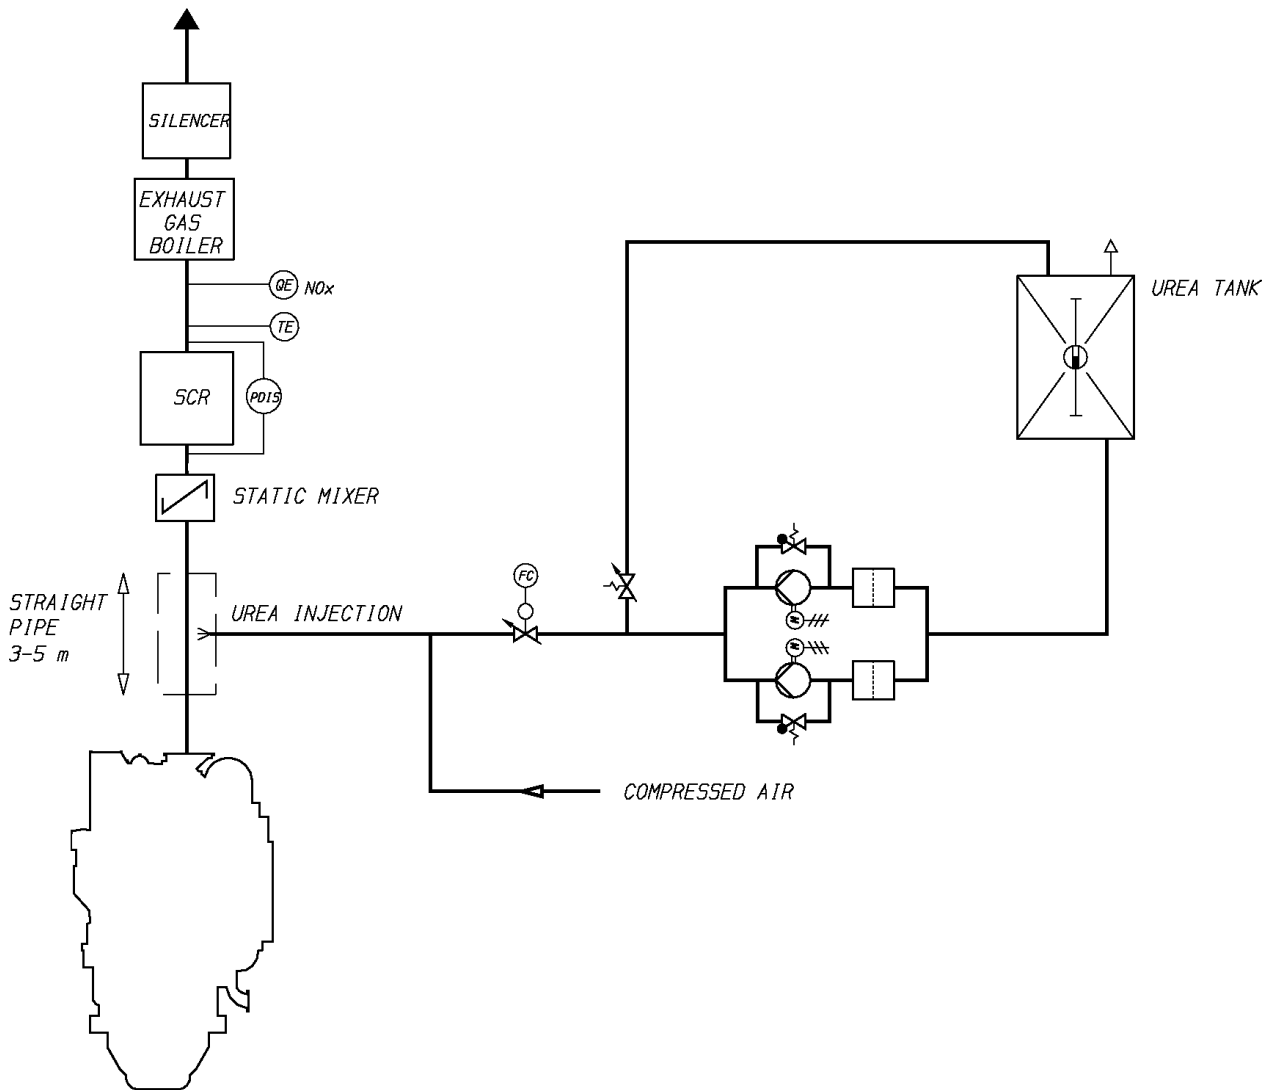 SILENCER
EXHAUST
GAS
BOILER
QE NOx
TE
SCR
PDIS
STATIC MIXER
UREA TANK
FC
STRAIGHT
PIPE
3-5 m
UREA INJECTION
M
M
COMPRESSED AIR